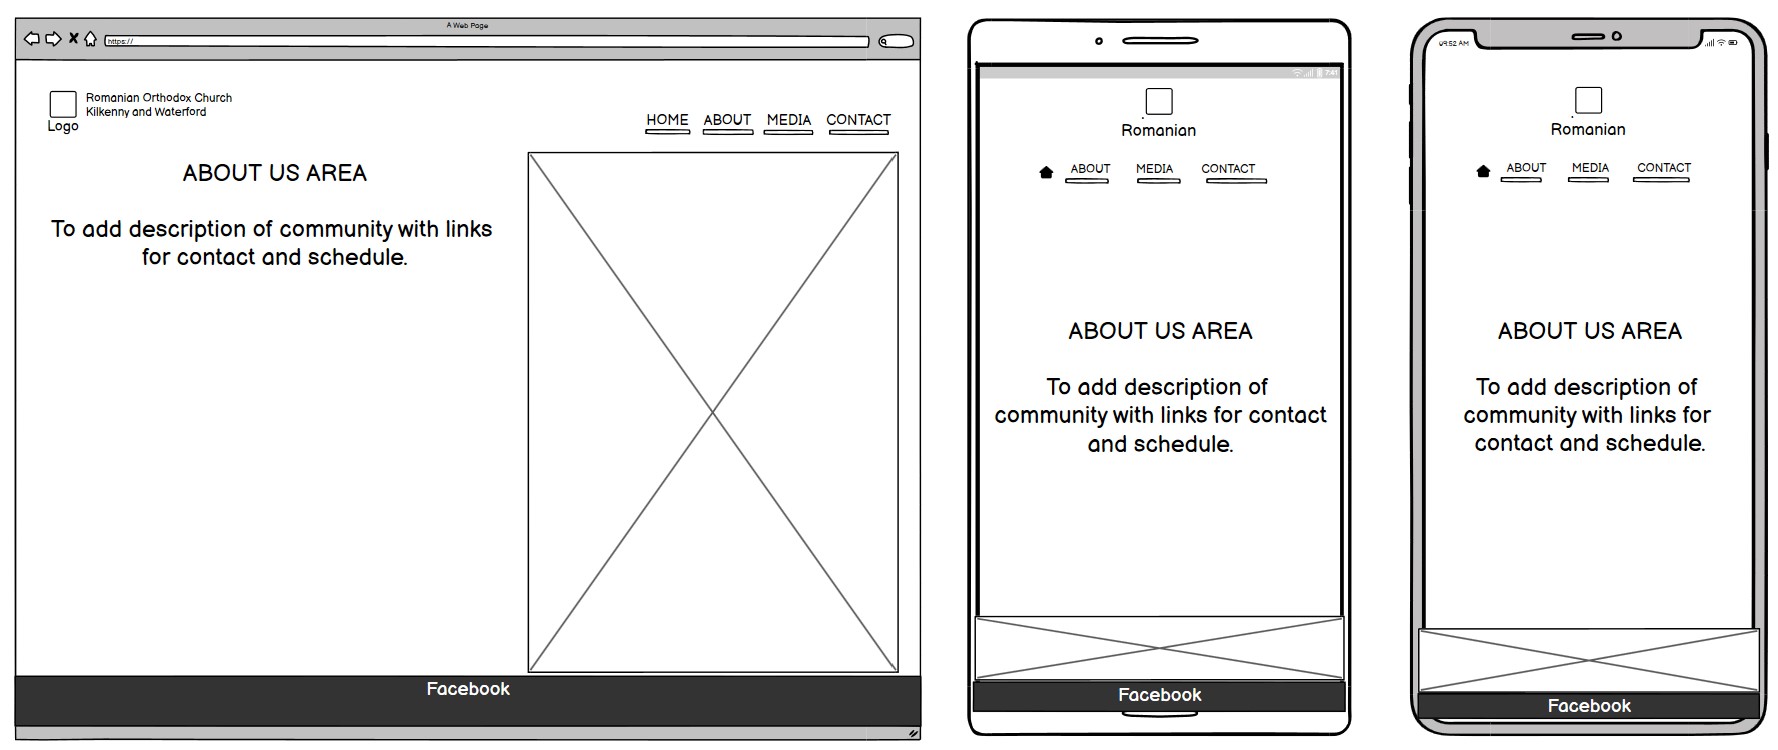 A Web Page
https://
Romanian Orthodox Church
Kilkenny and Waterford
Logo
HOME ABOUT MEDIA CONTACT
ABOUT US AREA
To add description of community with links
for contact and schedule.
Facebook
7:41
Romanian
ABOUT MEDIA CONTACT
ABOUT US AREA
To add description of
community with links for contact
and schedule.
Facebook
09:52 AM
Romanian
ABOUT MEDIA CONTACT
ABOUT US AREA
To add description of
community with links for
contact and schedule.
Facebook